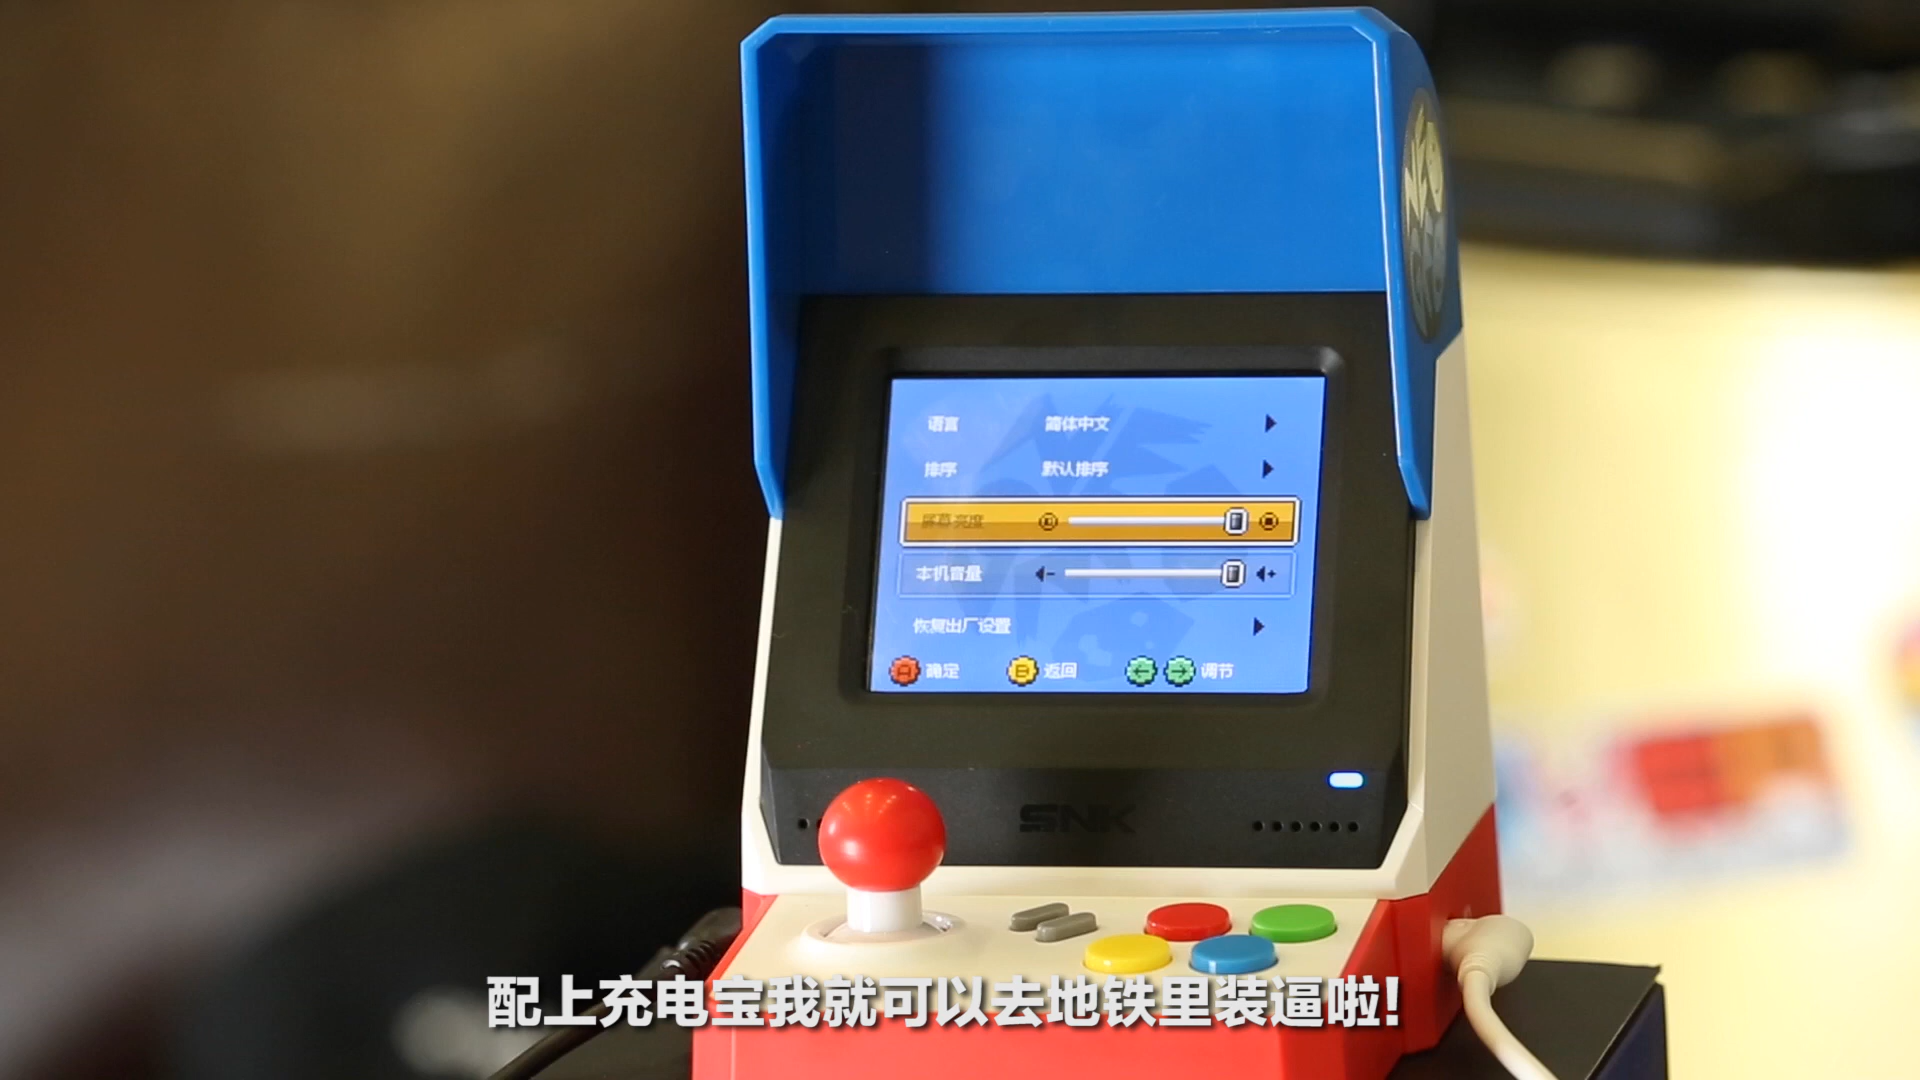 NEO
GEO
语言 简体中文
排序 默认排序
屏幕亮度
本机音量
恢复出厂设置
A 确定 B 返回 调节
SNK
配上充电宝我就可以去地铁里装逼啦!